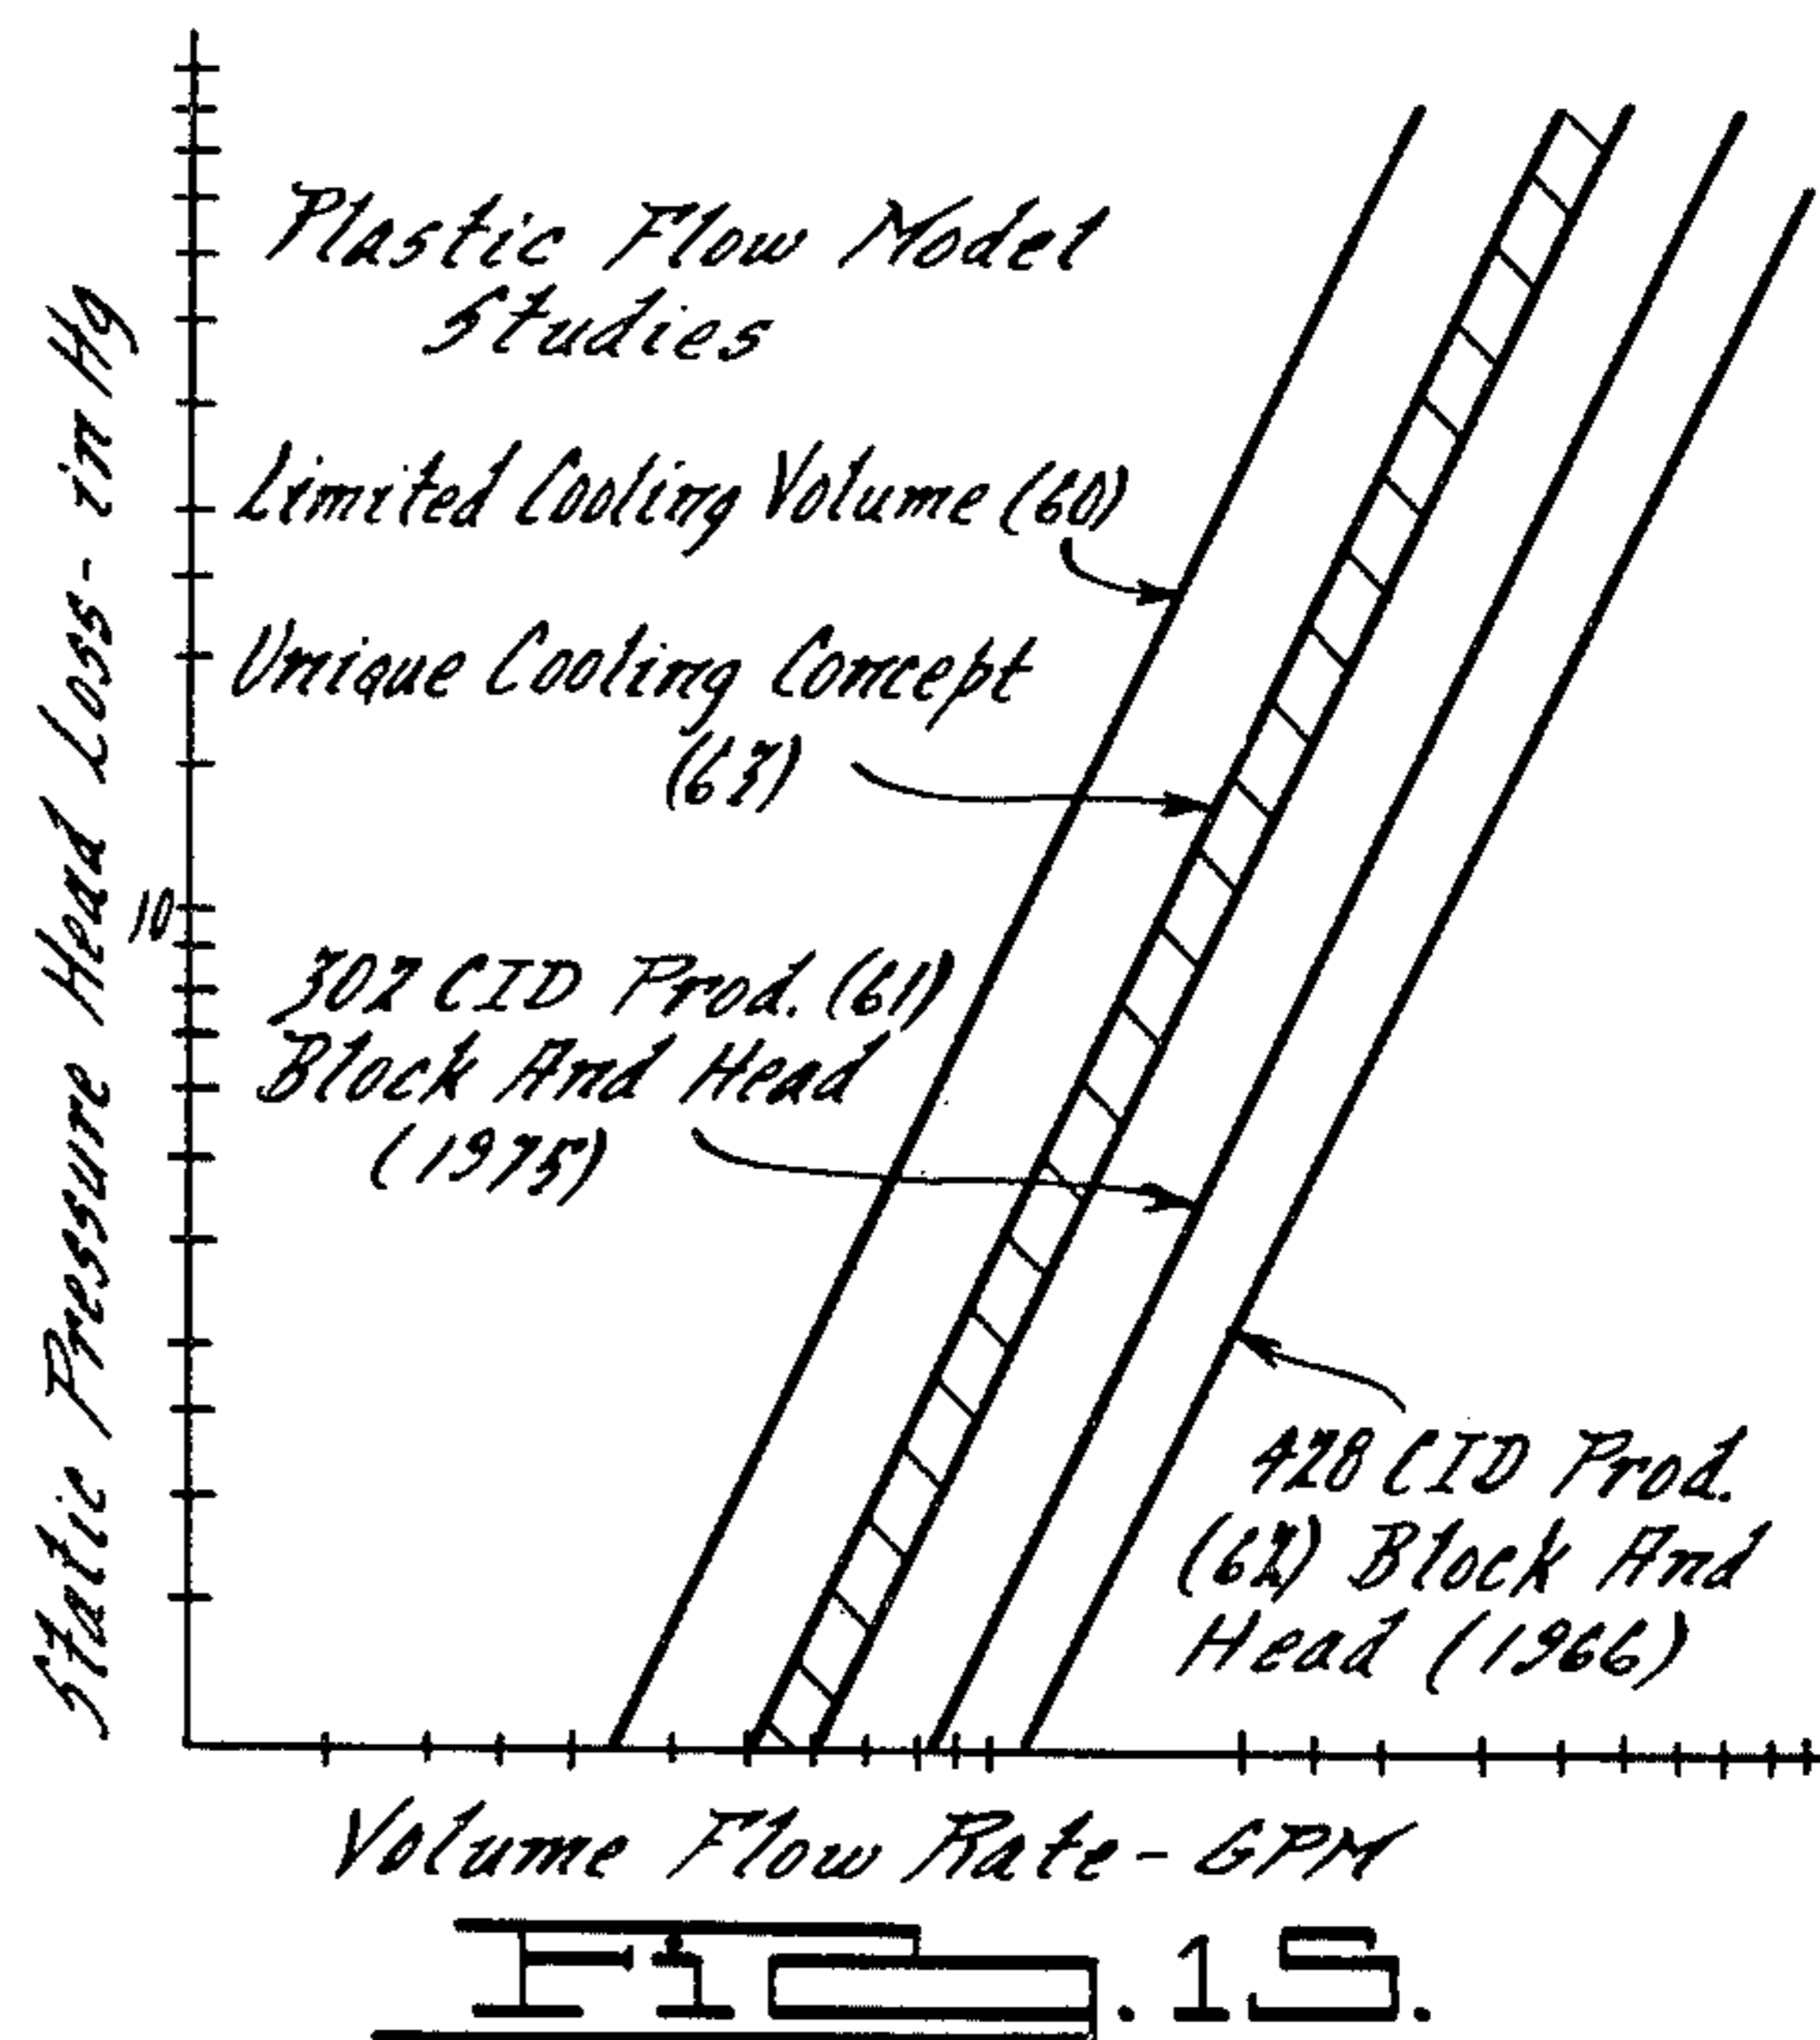 Static Pressure Head Loss - in Hg
10
Plastic Flow Model
Studies
Limited Cooling Volume (60)
Unique Cooling Concept
(63)
302 CID Prod. (61)
Block And Head
(1975)
428 CID Prod.
(62) Block And
Head (1966)
Volume Flow Rate - GPM
FIG.15.